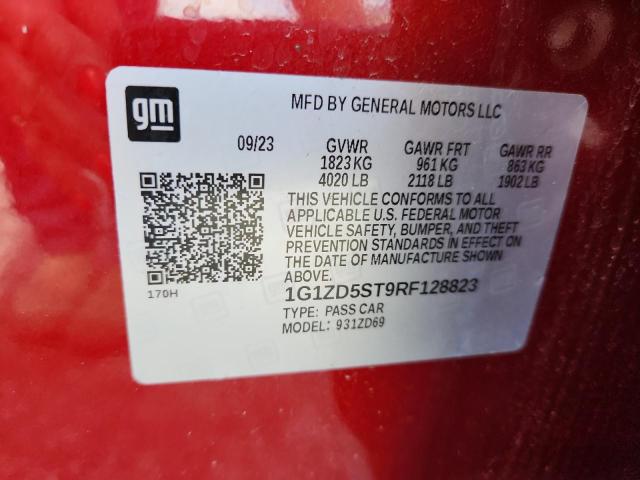 gm
MFD BY GENERAL MOTORS LLC
09/23 GVWR GAWR FRT GAWR RR
1823 KG 961 KG 863 KG
4020 LB 2118 LB 1902 LB
THIS VEHICLE CONFORMS TO ALL
APPLICABLE U.S. FEDERAL MOTOR
VEHICLE SAFETY, BUMPER, AND THEFT
PREVENTION STANDARDS IN EFFECT ON
THE DATE OF MANUFACTURE SHOWN
ABOVE.
170H
1G1ZD5ST9RF128823
TYPE: PASS CAR
MODEL: 931ZD69